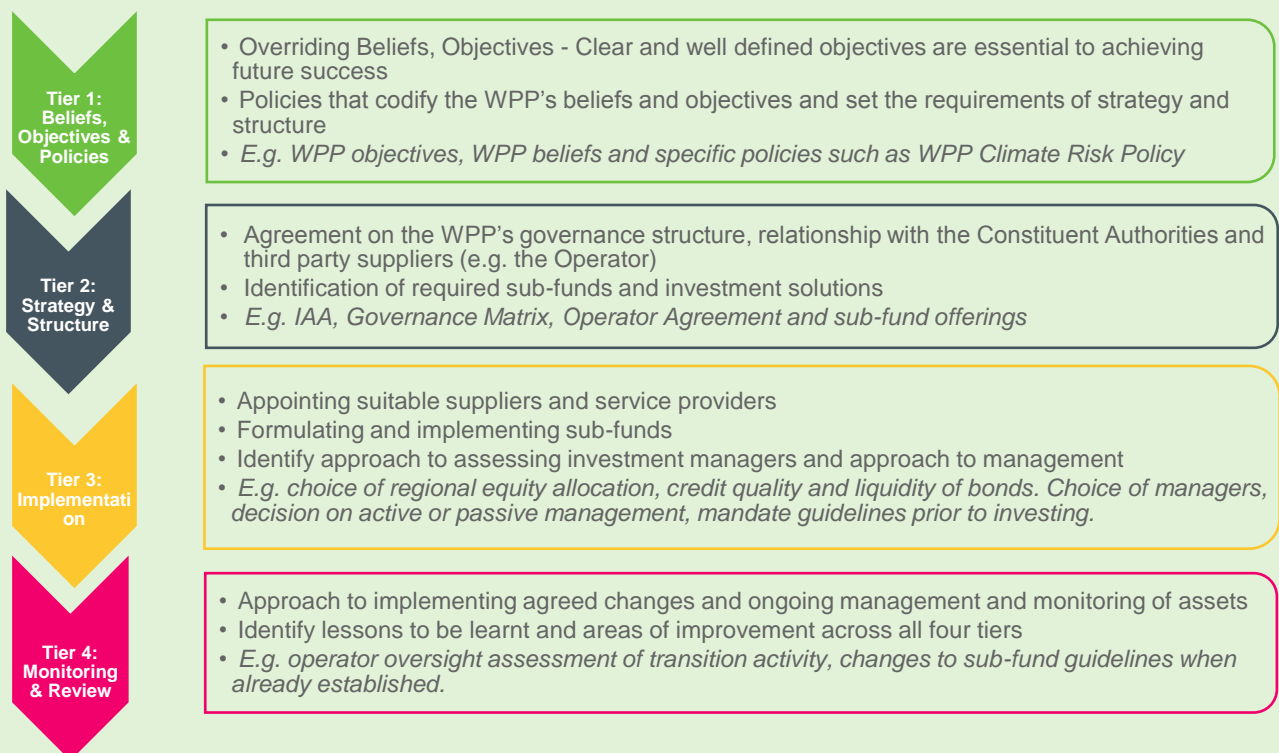 Tier 1:
Beliefs,
Objectives &
Policies
• Overriding Beliefs, Objectives - Clear and well defined objectives are essential to achieving
future success
• Policies that codify the WPP's beliefs and objectives and set the requirements of strategy and
structure
• E.g. WPP objectives, WPP beliefs and specific policies such as WPP Climate Risk Policy
Tier 2:
Strategy &
Structure
• Agreement on the WPP's governance structure, relationship with the Constituent Authorities and
third party suppliers (e.g. the Operator)
• Identification of required sub-funds and investment solutions
• E.g. IAA, Governance Matrix, Operator Agreement and sub-fund offerings
Tier 3:
Implementati
on
• Appointing suitable suppliers and service providers
• Formulating and implementing sub-funds
• Identify approach to assessing investment managers and approach to management
• E.g. choice of regional equity allocation, credit quality and liquidity of bonds. Choice of managers,
decision on active or passive management, mandate guidelines prior to investing.
Tier 4:
Monitoring
& Review
• Approach to implementing agreed changes and ongoing management and monitoring of assets
• Identify lessons to be learnt and areas of improvement across all four tiers
• E.g. operator oversight assessment of transition activity, changes to sub-fund guidelines when
already established.